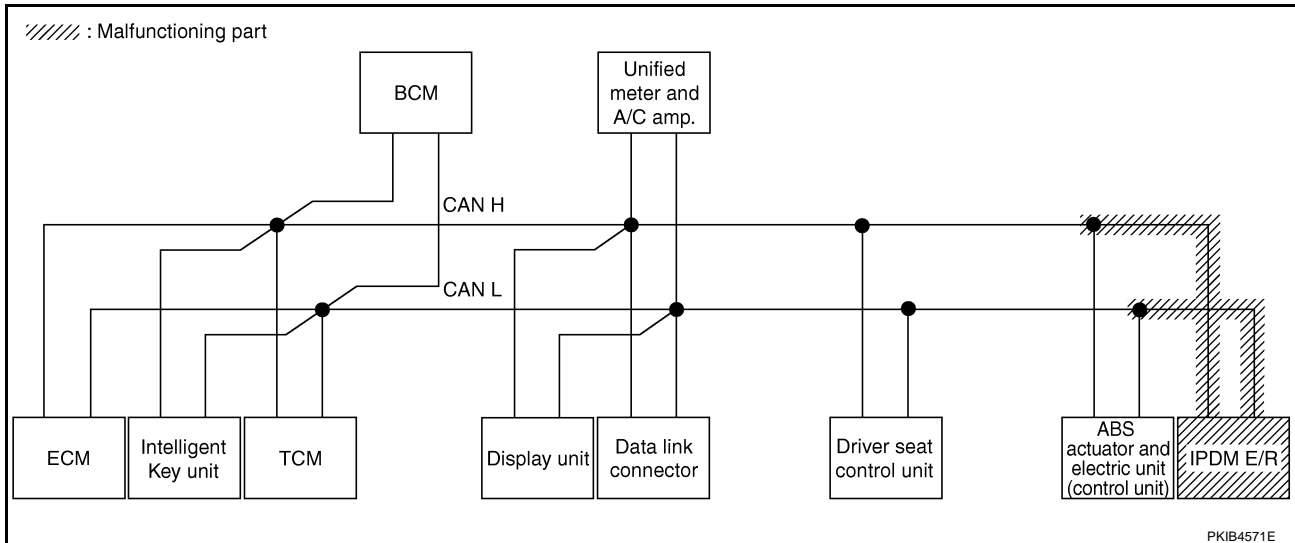 : Malfunctioning part
BCM
Unified
meter and
A/C amp.
CAN H
CAN L
ECM
Intelligent
Key unit
TCM
Display unit
Data link
connector
Driver seat
control unit
ABS
actuator and
electric unit
(control unit)
IPDM E/R
PKIB4571E